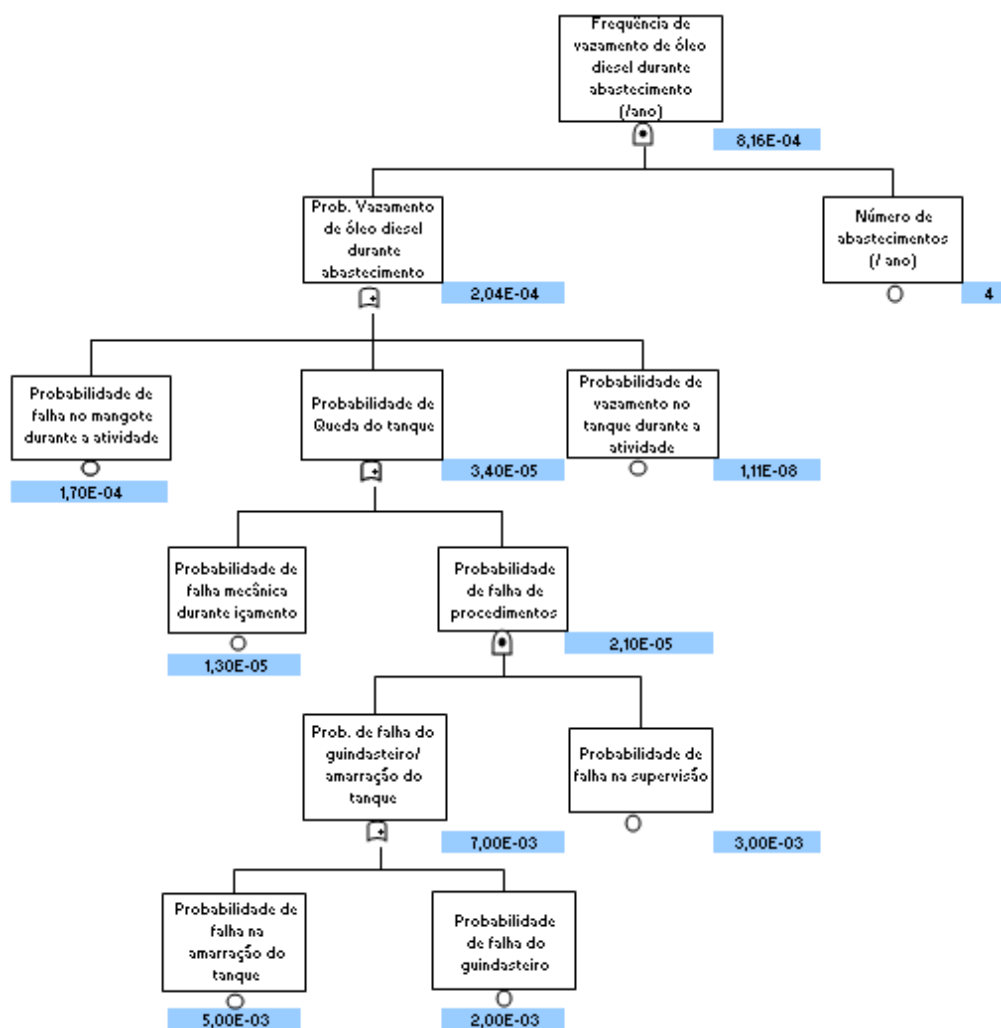 Frequência de
vazamento de óleo
diesel durante
abastecimento
(/ano)
8,16E-04
Prob. Vazamento
de óleo diesel
durante
abastecimento
2,04E-04
Número de
abastecimentos
(/ ano)
4
Probabilidade de
falha no mangote
durante a atividade
1,70E-04
Probabilidade de
Queda do tanque
3,40E-05
Probabilidade de
vazamento no
tanque durante a
atividade
1,11E-08
Probabilidade de
falha mecânica
durante içamento
1,30E-05
Probabilidade
de falha de
procedimentos
2,10E-05
Prob. de falha do
guindasteiro/
amarração do
tanque
7,00E-03
Probabilidade de
falha na supervisão
3,00E-03
Probabilidade de
falha na
amarração do
tanque
5,00E-03
Probabilidade
de falha do
guindasteiro
2,00E-03